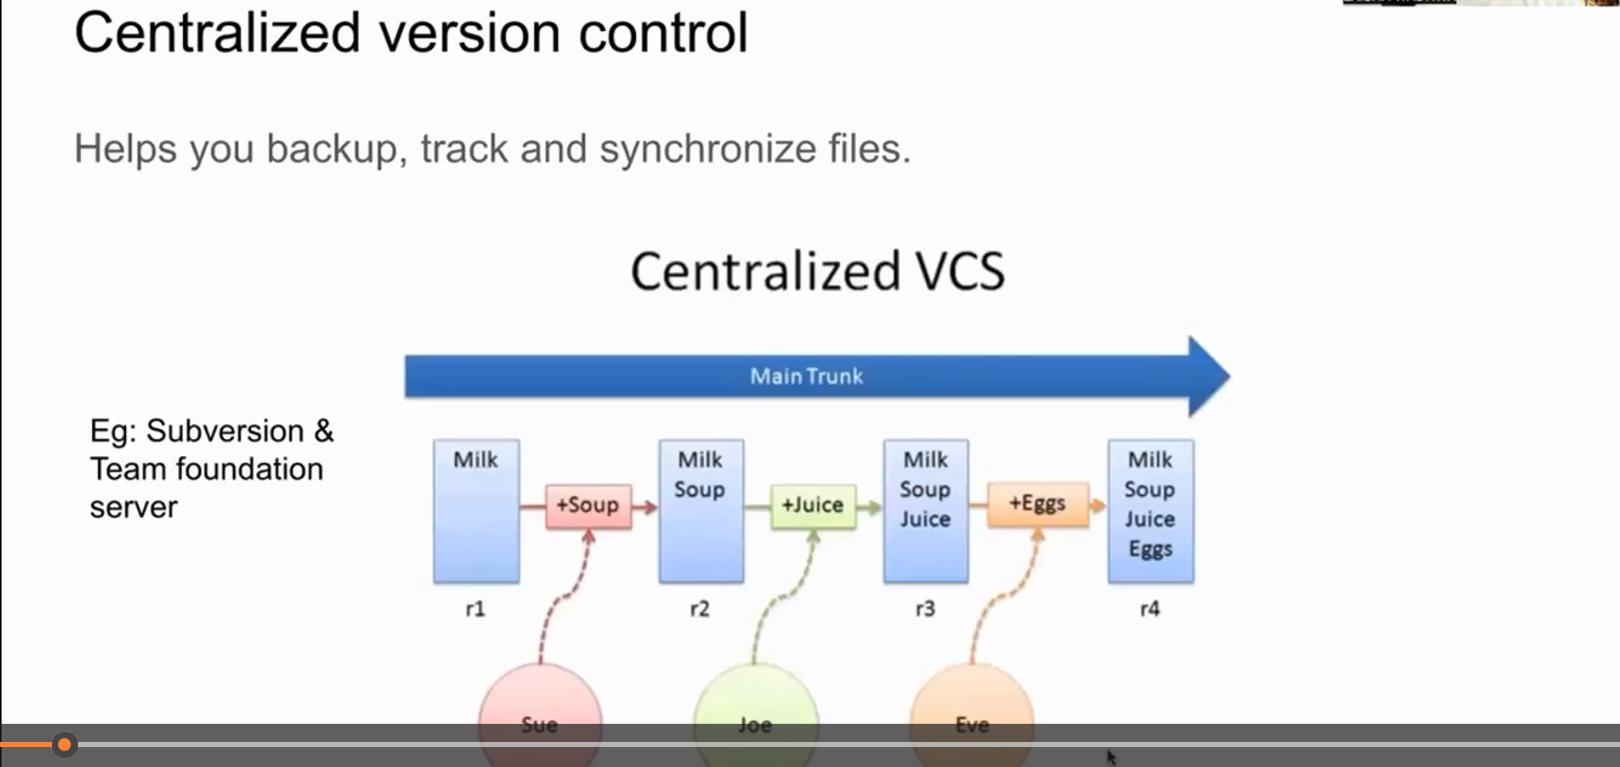 Centralized version control
Helps you backup, track and synchronize files.
Centralized VCS
Main Trunk
Eg: Subversion &
Team foundation
server
Milk
+Soup
Milk
Soup
+Juice
Milk
Soup
Juice
+Eggs
Milk
Soup
Juice
Eggs
r1
r2
r3
r4
Sue
Joe
Eve